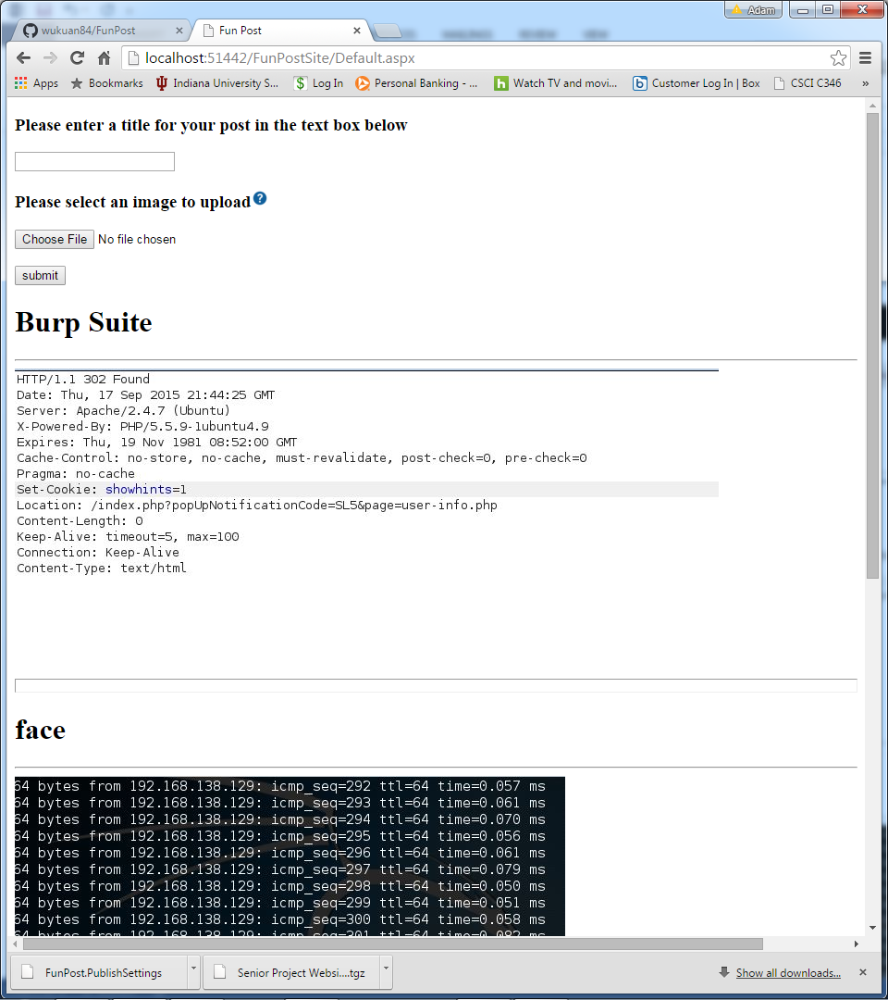 Adam
wukuan84/FunPost
Fun Post
localhost:51442/FunPostSite/Default.aspx
Apps Bookmarks Indiana University S... Log In Personal Banking - ... Watch TV and movi... Customer Log In | Box CSCI C346 »
Please enter a title for your post in the text box below
Please select an image to upload
Choose File No file chosen
submit
Burp Suite
HTTP/1.1 302 Found
Date: Thu, 17 Sep 2015 21:44:25 GMT
Server: Apache/2.4.7 (Ubuntu)
X-Powered-By: PHP/5.5.9-1ubuntu4.9
Expires: Thu, 19 Nov 1981 08:52:00 GMT
Cache-Control: no-store, no-cache, must-revalidate, post-check=0, pre-check=0
Pragma: no-cache
Set-Cookie: showhints=1
Location: /index.php?popUpNotificationCode=SL5&page=user-info.php
Content-Length: 0
Keep-Alive: timeout=5, max=100
Connection: Keep-Alive
Content-Type: text/html
face
64 bytes from 192.168.138.129: icmp_seq=292 ttl=64 time=0.057 ms
64 bytes from 192.168.138.129: icmp_seq=293 ttl=64 time=0.061 ms
64 bytes from 192.168.138.129: icmp_seq=294 ttl=64 time=0.070 ms
64 bytes from 192.168.138.129: icmp_seq=295 ttl=64 time=0.056 ms
64 bytes from 192.168.138.129: icmp_seq=296 ttl=64 time=0.061 ms
64 bytes from 192.168.138.129: icmp_seq=297 ttl=64 time=0.079 ms
64 bytes from 192.168.138.129: icmp_seq=298 ttl=64 time=0.050 ms
64 bytes from 192.168.138.129: icmp_seq=299 ttl=64 time=0.051 ms
64 bytes from 192.168.138.129: icmp_seq=300 ttl=64 time=0.058 ms
64 bytes from 192.168.138.129: icmp_seq=301 ttl=64 time=0.082 ms
FunPost.PublishSettings
Senior Project Websi....tgz
Show all downloads...